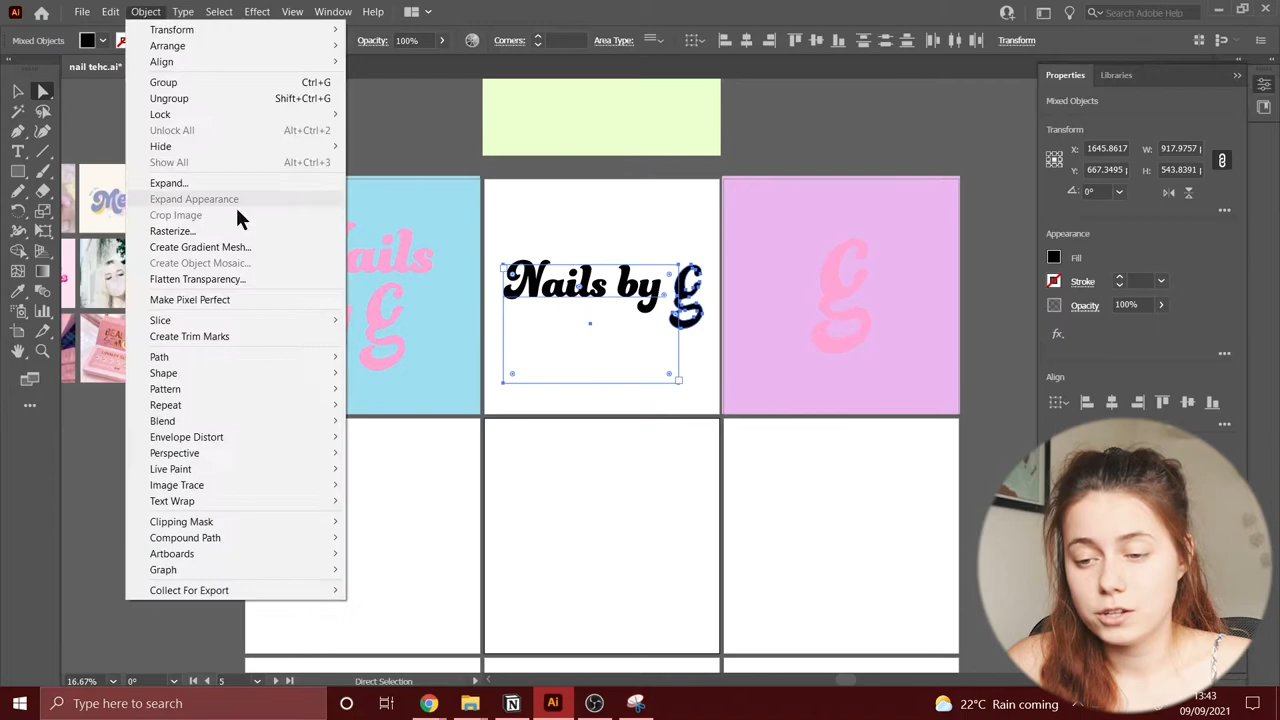 Ai File Edit Object Type Select Effect View Window Help
Mixed Objects Opacity: 100% Corners: Area Type: Transform
nail tehc.ai*
Transform
Arrange
Align
Group Ctrl+G
Ungroup Shift+Ctrl+G
Lock
Unlock All Alt+Ctrl+2
Hide
Show All Alt+Ctrl+3
Expand...
Expand Appearance
Crop Image
Rasterize...
Create Gradient Mesh...
Create Object Mosaic...
Flatten Transparency...
Make Pixel Perfect
Slice
Create Trim Marks
Path
Shape
Pattern
Repeat
Blend
Envelope Distort
Perspective
Live Paint
Image Trace
Text Wrap
Clipping Mask
Compound Path
Artboards
Graph
Collect For Export
G
Nails by G
G
Properties Libraries
Mixed Objects
Transform
X: 1645.8617 W: 917.9757 p
Y: 667.3495 p H: 543.8391 p
0°
Appearance
Fill
Stroke
Opacity 100%
fx.
Align
16.67% 0° 5 Direct Selection
Type here to search
Ai
22°C Rain coming
13:43
09/09/2021